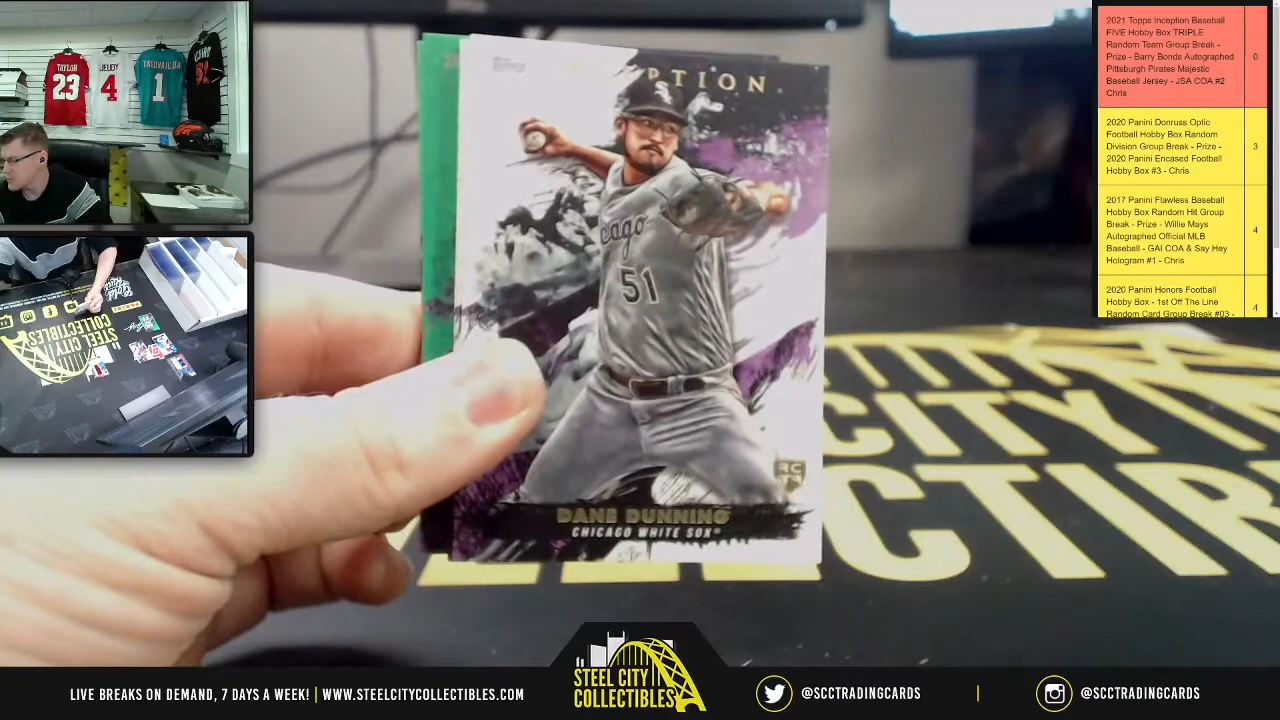 TAYLOR
23
JEUDY
4
TAGOVAILOA
1
51
STEEL CITY
COLLECTIBLES
Topps
PTION
cago
51
RC
DANE DUNNING
CHICAGO WHITE SOX
CITY
CTIB
2021 Topps Inception Baseball
FIVE Hobby Box TRIPLE
Random Team Group Break -
Prize - Barry Bonds Autographed
Pittsburgh Pirates Majestic
Baseball Jersey - JSA COA #2
Chris
0
2020 Panini Donruss Optic
Football Hobby Box Random
Division Group Break - Prize -
2020 Panini Encased Football
Hobby Box #3 - Chris
3
2017 Panini Flawless Baseball
Hobby Box Random Hit Group
Break - Prize - Willie Mays
Autographed Official MLB
Baseball - GAI COA & Say Hey
Hologram #1 - Chris
4
2020 Panini Honors Football
Hobby Box - 1st Off The Line
Random Card Group Break #03 -
4
LIVE BREAKS ON DEMAND, 7 DAYS A WEEK! | WWW.STEELCITYCOLLECTIBLES.COM
STEEL CITY
COLLECTIBLES
@SCCTRADINGCARDS
@SCCTRADINGCARDS